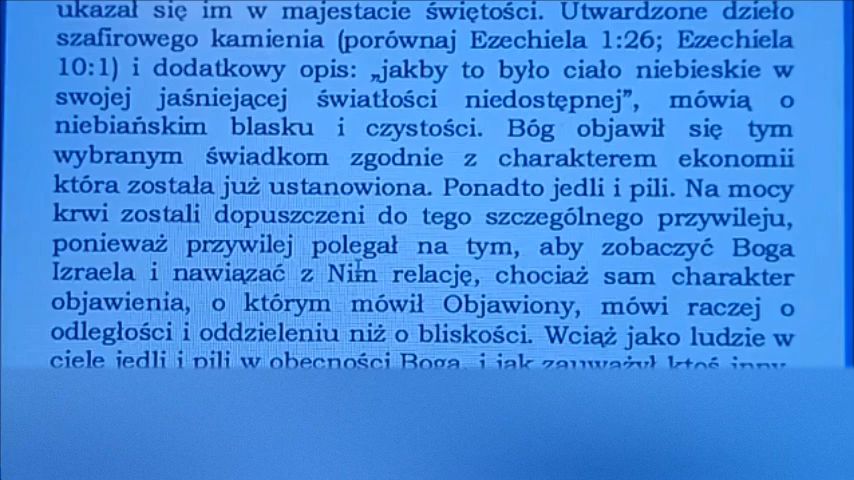 ukazał się im w majestacie świętości. Utwardzone dzieło
szafirowego kamienia (porównaj Ezechiela 1:26; Ezechiela
10:1) i dodatkowy opis: „jakby to było ciało niebieskie w
swojej jaśniejącej światłości niedostępnej”, mówią o
niebiańskim blasku i czystości. Bóg objawił się tym
wybranym świadkom zgodnie z charakterem ekonomii
która została już ustanowiona. Ponadto jedli i pili. Na mocy
krwi zostali dopuszczeni do tego szczególnego przywileju,
ponieważ przywilej polegał na tym, aby zobaczyć Boga
Izraela i nawiązać z Nim relację, chociaż sam charakter
objawienia, o którym mówił Objawiony, mówi raczej o
odległości i oddzieleniu niż o bliskości. Wciąż jako ludzie w
ciele jedli i pili w obecności Boga, i jak zauważył ktoś inny,